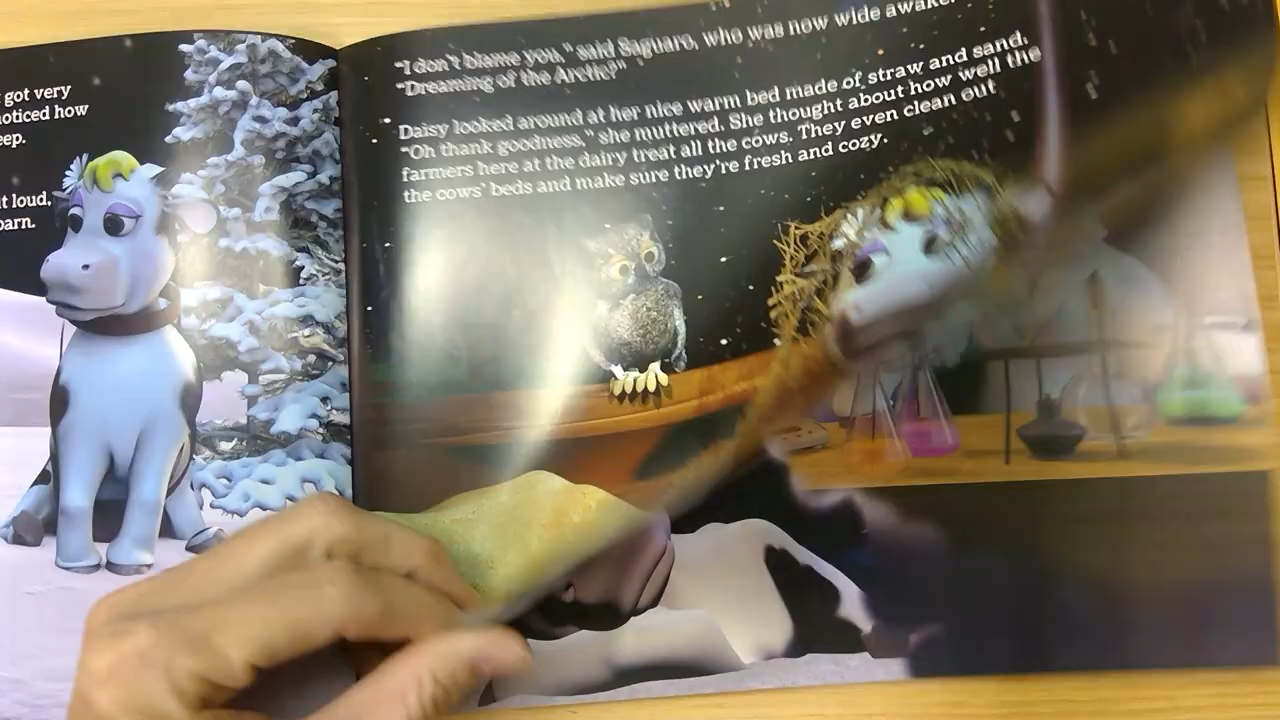 got very
noticed how
eep.
t loud,
barn.
"I don't blame you," said Saguaro, who was now wide awake.
"Dreaming of the Arctic?"
Daisy looked around at her nice warm bed made of straw and sand.
"Oh thank goodness," she muttered. She thought about how well the
farmers here at the dairy treat all the cows. They even clean out
the cows' beds and make sure they're fresh and cozy.